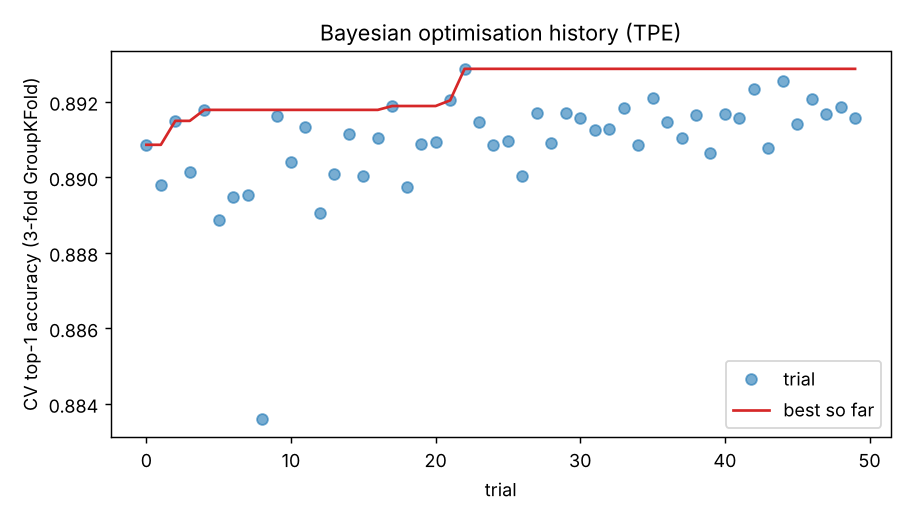 Bayesian optimisation history (TPE)
CV top-1 accuracy (3-fold GroupKFold)
0.892
0.890
0.888
0.886
0.884
0
10
20
30
40
50
trial
trial
best so far